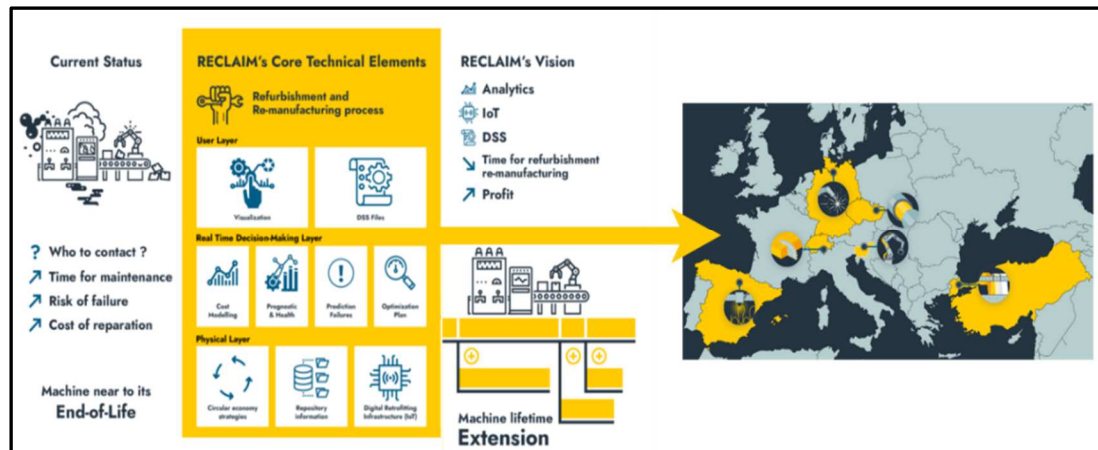 Current Status
? Who to contact ?
Time for maintenance
Risk of failure
Cost of reparation
Machine near to its
End-of-Life
RECLAIM's Core Technical Elements
Refurbishment and
Re-manufacturing process
User Layer
Visualization
DSS Files
Real Time Decision-Making Layer
Cost
Modelling
Prognostic
& Health
Prediction
Failures
Optimization
Plan
Physical Layer
Circular economy
strategies
Repository
information
Digital Retrofitting
Infrastructure (IoT)
RECLAIM's Vision
Analytics
IoT
DSS
Time for refurbishment
re-manufacturing
Profit
Machine lifetime
Extension